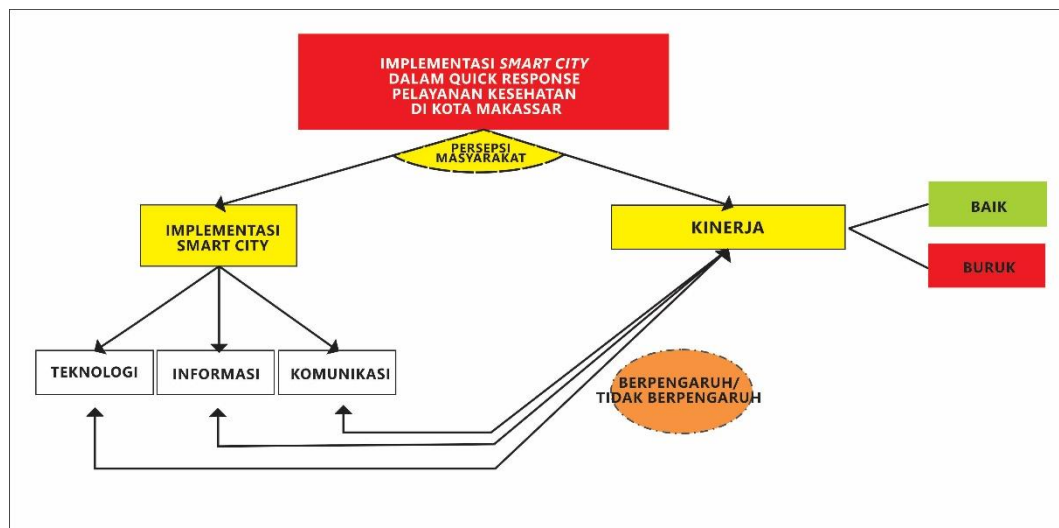 IMPLEMENTASI SMART CITY
DALAM QUICK RESPONSE
PELAYANAN KESEHATAN
DI KOTA MAKASSAR
PERSEPSI
MASYARAKAT
IMPLEMENTASI
SMART CITY
KINERJA
BAIK
BURUK
TEKNOLOGI
INFORMASI
KOMUNIKASI
BERPENGARUH/
TIDAK BERPENGARUH